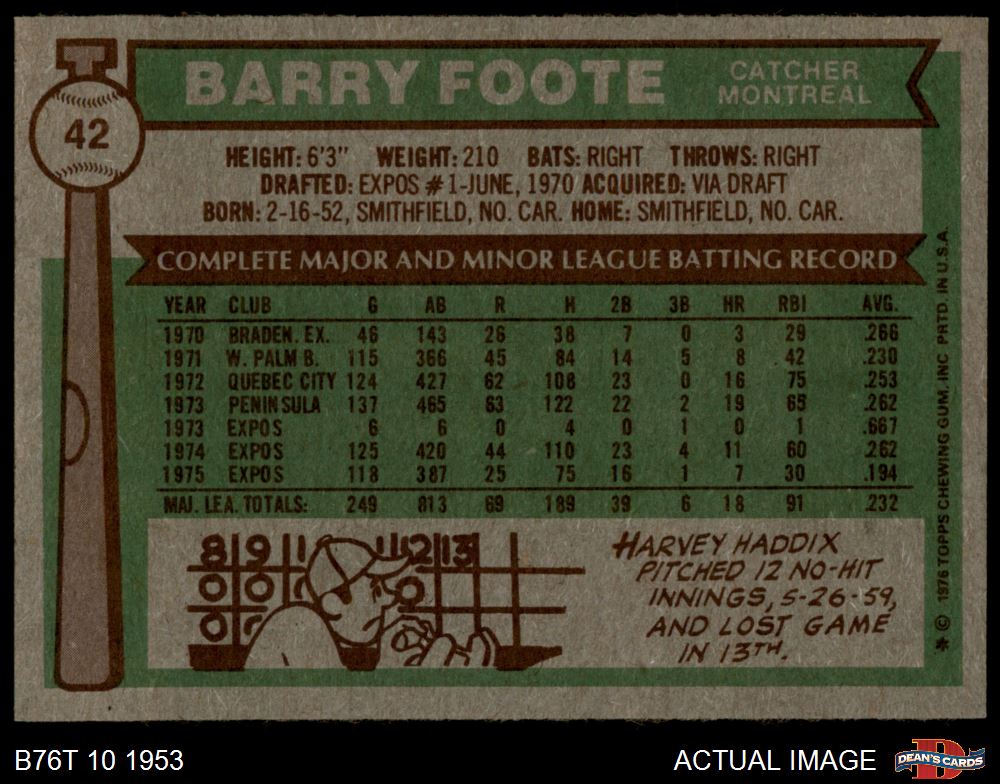 42
BARRY FOOTE
CATCHER
MONTREAL
HEIGHT: 6'3" WEIGHT: 210 BATS: RIGHT THROWS: RIGHT
DRAFTED: EXPOS #1-JUNE, 1970 ACQUIRED: VIA DRAFT
BORN: 2-16-52, SMITHFIELD, NO. CAR. HOME: SMITHFIELD, NO. CAR.
COMPLETE MAJOR AND MINOR LEAGUE BATTING RECORD
YEAR CLUB G AB R H 2B 3B HR RBI AVG.
1970 BRADEN. EX. 46 143 26 38 7 0 3 29 .266
1971 W. PALM B. 115 366 45 84 14 5 8 42 .230
1972 QUEBEC CITY 124 427 62 108 23 0 16 75 .253
1973 PENINSULA 137 465 63 122 22 2 19 65 .262
1973 EXPOS 6 6 0 4 0 1 0 1 .667
1974 EXPOS 125 420 44 110 23 4 11 60 .262
1975 EXPOS 118 387 25 75 16 1 7 30 .194
MAJ. LEA. TOTALS: 249 813 69 189 39 6 18 91 .232
8 9 1 1 12 13
0 0 0 0
0 0
HARVEY HADDIX
PITCHED 12 NO-HIT
INNINGS, 5-26-59,
AND LOST GAME
IN 13TH.
* © 1976 TOPPS CHEWING GUM, INC. PRTD. IN U.S.A.
B76T 10 1953
ACTUAL IMAGE
DEAN'S CARDS